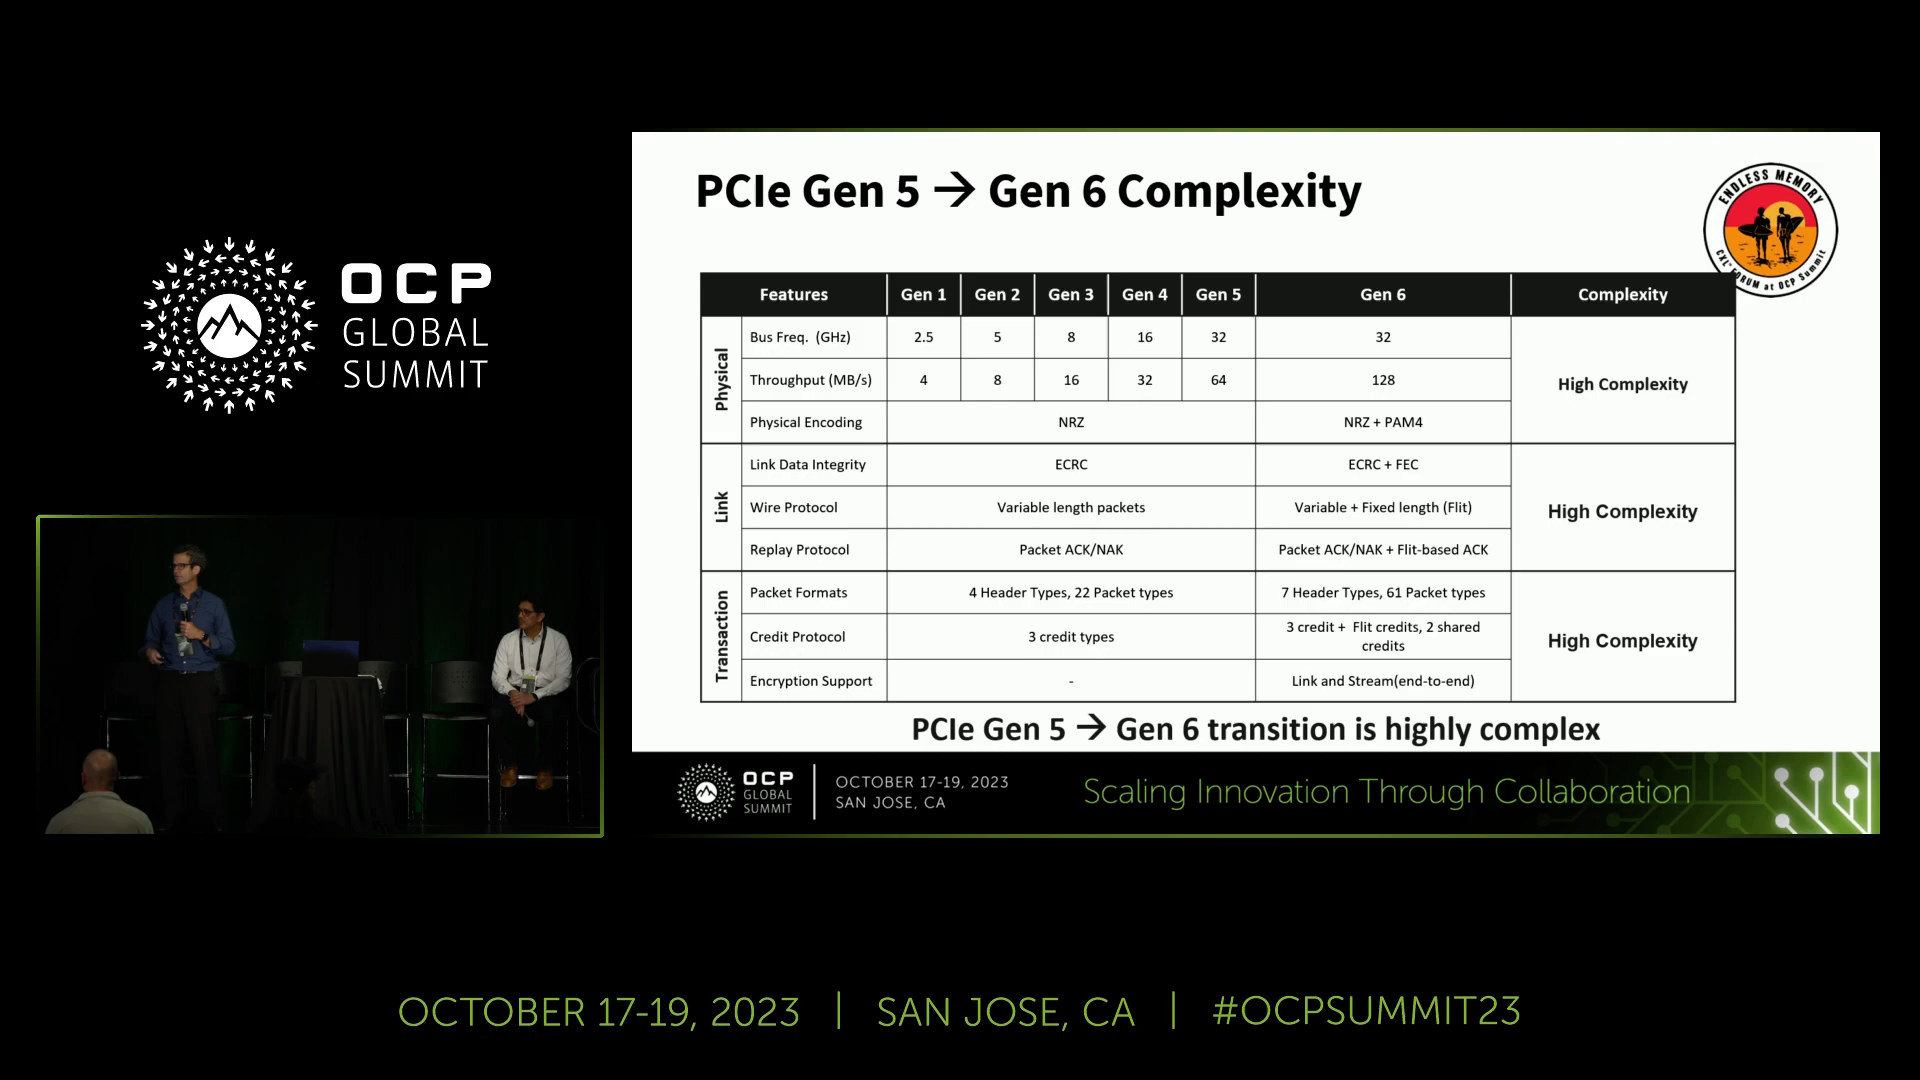 OCP
GLOBAL
SUMMIT
PCIe Gen 5 → Gen 6 Complexity
ENDLESS MEMORY
CXL™ FORUM at OCP Summit
Features Gen 1 Gen 2 Gen 3 Gen 4 Gen 5 Gen 6 Complexity
Physical
Bus Freq. (GHz) 2.5 5 8 16 32 32
Throughput (MB/s) 4 8 16 32 64 128
High Complexity
Physical Encoding NRZ NRZ + PAM4
Link
Link Data Integrity ECRC ECRC + FEC
Wire Protocol Variable length packets Variable + Fixed length (Flit)
High Complexity
Replay Protocol Packet ACK/NAK Packet ACK/NAK + Flit-based ACK
Transaction
Packet Formats 4 Header Types, 22 Packet types 7 Header Types, 61 Packet types
Credit Protocol 3 credit types 3 credit + Flit credits, 2 shared
credits
High Complexity
Encryption Support - Link and Stream(end-to-end)
PCIe Gen 5 → Gen 6 transition is highly complex
OCP
GLOBAL
SUMMIT
OCTOBER 17-19, 2023
SAN JOSE, CA
Scaling Innovation Through Collaboration
OCTOBER 17-19, 2023 | SAN JOSE, CA | #OCPSUMMIT23